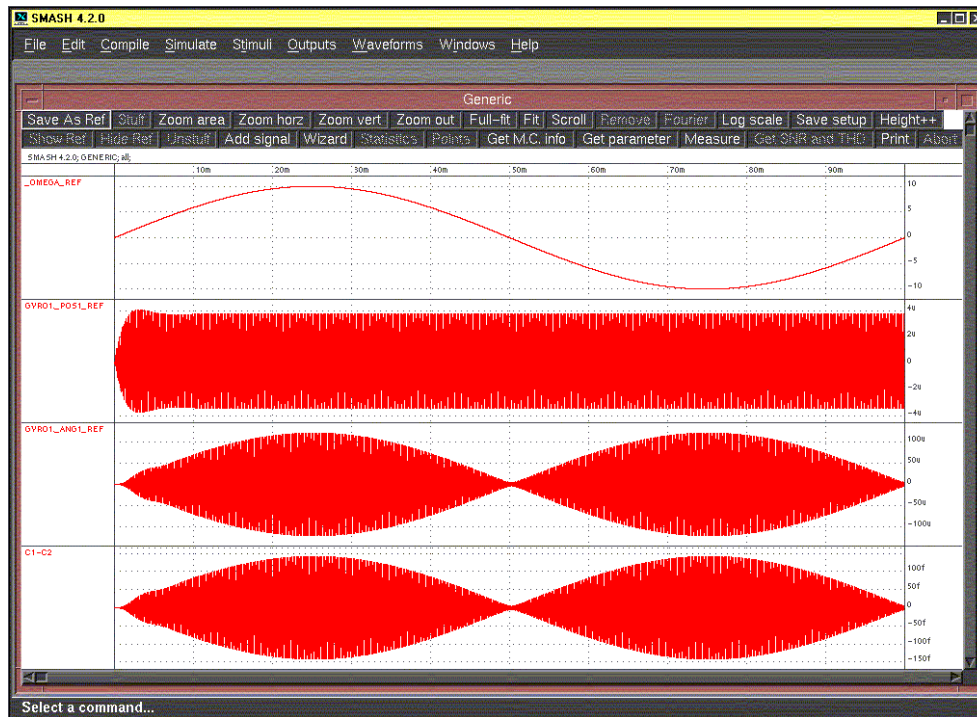 SMASH 4.2.0
File Edit Compile Simulate Stimuli Outputs Waveforms Windows Help
Generic
Save As Ref Stuff Zoom area Zoom horz Zoom vert Zoom out Full-fit Fit Scroll Remove Fourier Log scale Save setup Height++
Show Ref Hide Ref Unstuff Add signal Wizard Statistics Points Get M.C. info Get parameter Measure Get SNR and THD Print Abort
SMASH 4.2.0; GENERIC; all;
10m 20m 30m 40m 50m 60m 70m 80m 90m
_OMEGA_REF
10
5
0
-5
-10
GYRO1_POS1_REF
4u
2u
0
-2u
-4u
GYRO1_ANG1_REF
100u
50u
0
-50u
-100u
C1-C2
100f
50f
0
-50f
-100f
-150f
Select a command...